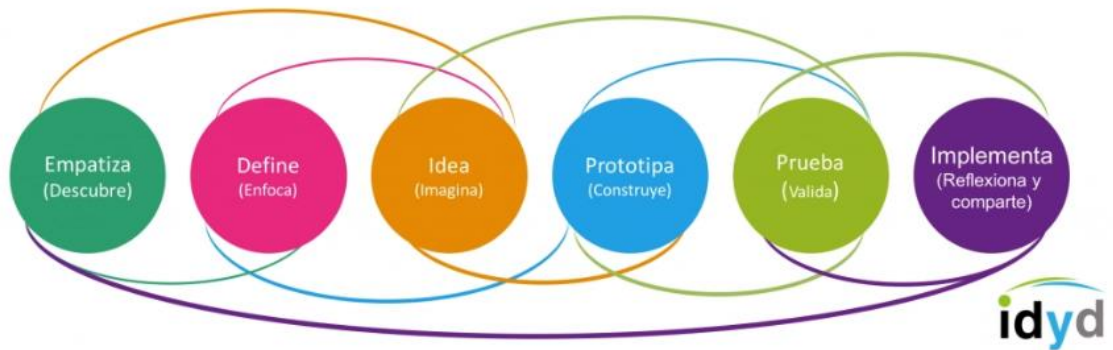 Empatiza
(Descubre)
Define
(Enfoca)
Idea
(Imagina)
Prototipa
(Construye)
Prueba
(Valida)
Implementa
(Reflexiona y
comparte)
idyd